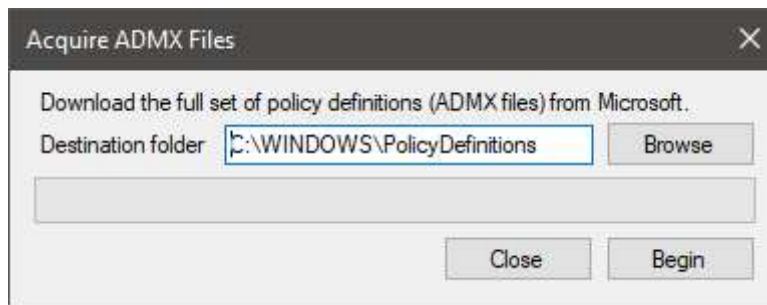 Acquire ADMX Files
Download the full set of policy definitions (ADMX files) from Microsoft.
Destination folder C:\WINDOWS\PolicyDefinitions Browse
Close Begin